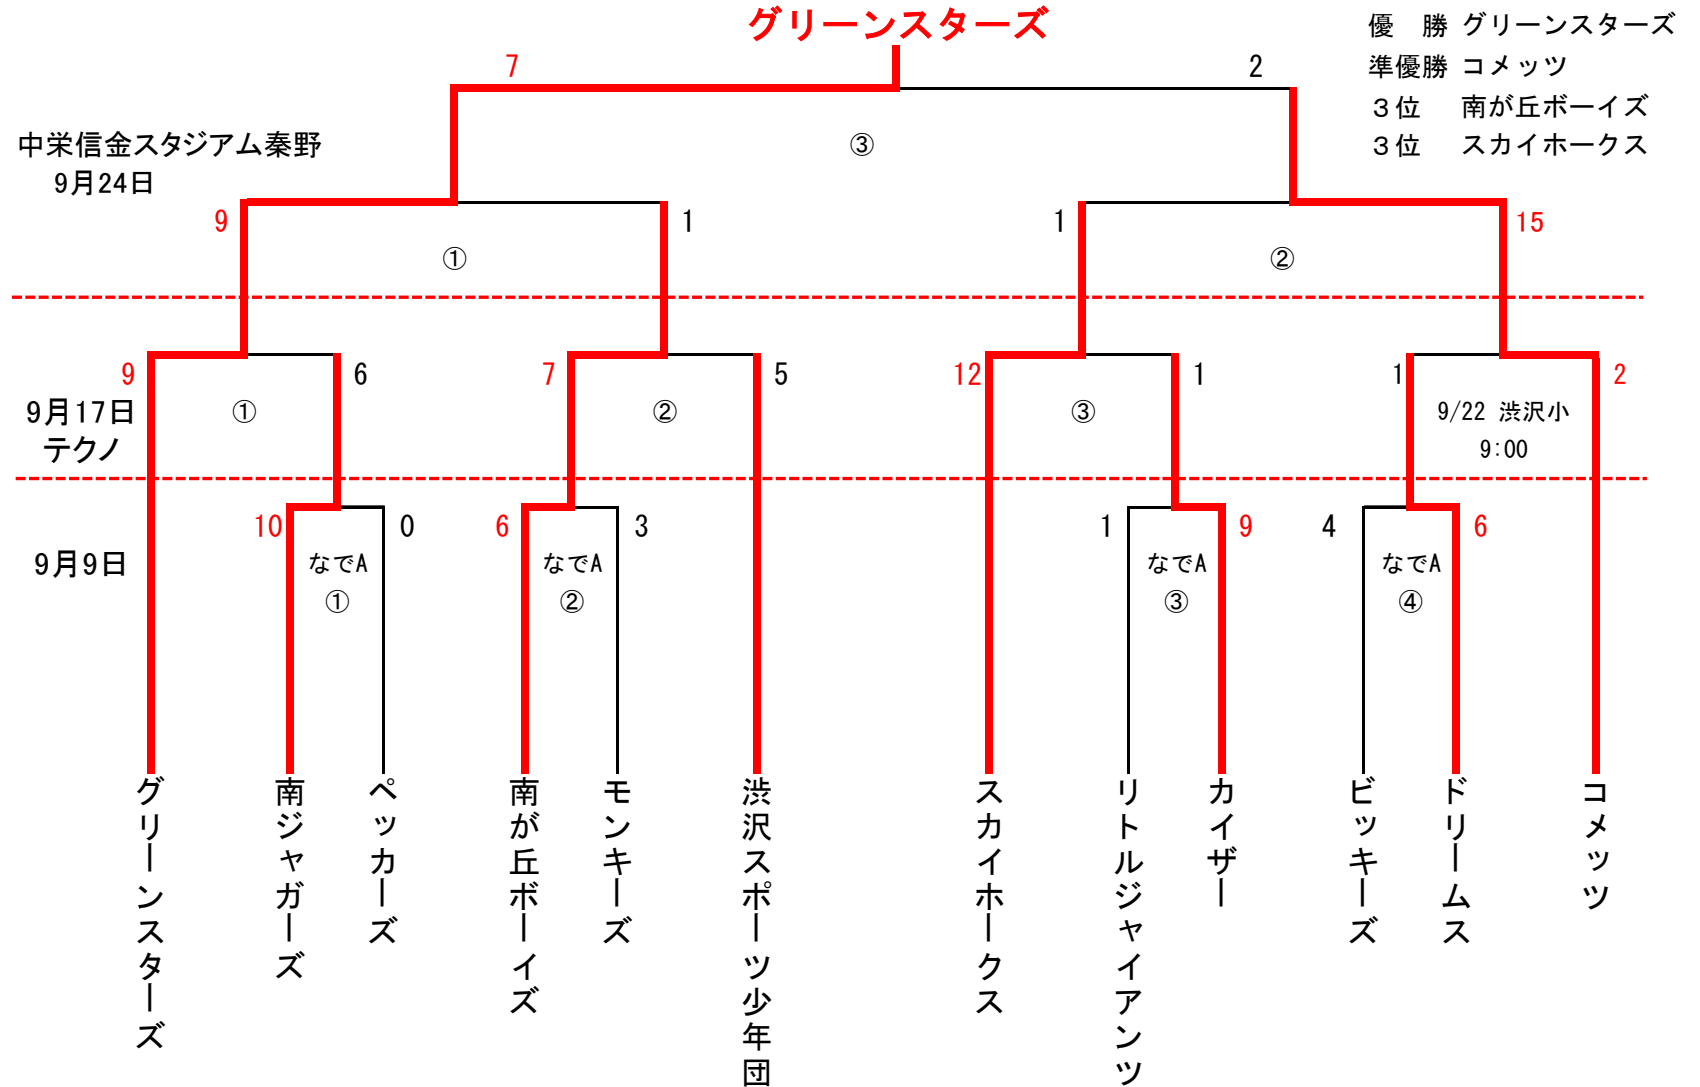 グリーンスターズ
優　勝 グリーンスターズ
準優勝 コメッツ
３位　南が丘ボーイズ
３位　スカイホークス
7
2
中栄信金スタジアム秦野
9月24日
③
9
1
1
15
①
②
9
6
7
5
12
1
1
2
9月17日
テクノ
①
②
③
9/22 渋沢小
9:00
10
0
6
3
1
9
4
6
9月9日
なでA
①
なでA
②
なでA
③
なでA
④
グリーンスターズ
南ジャガーズ
ペッカーズ
南が丘ボーイズ
モンキーズ
渋沢スポーツ少年団
スカイホークス
リトルジャイアンツ
カイザー
ビッキーズ
ドリームス
コメッツ